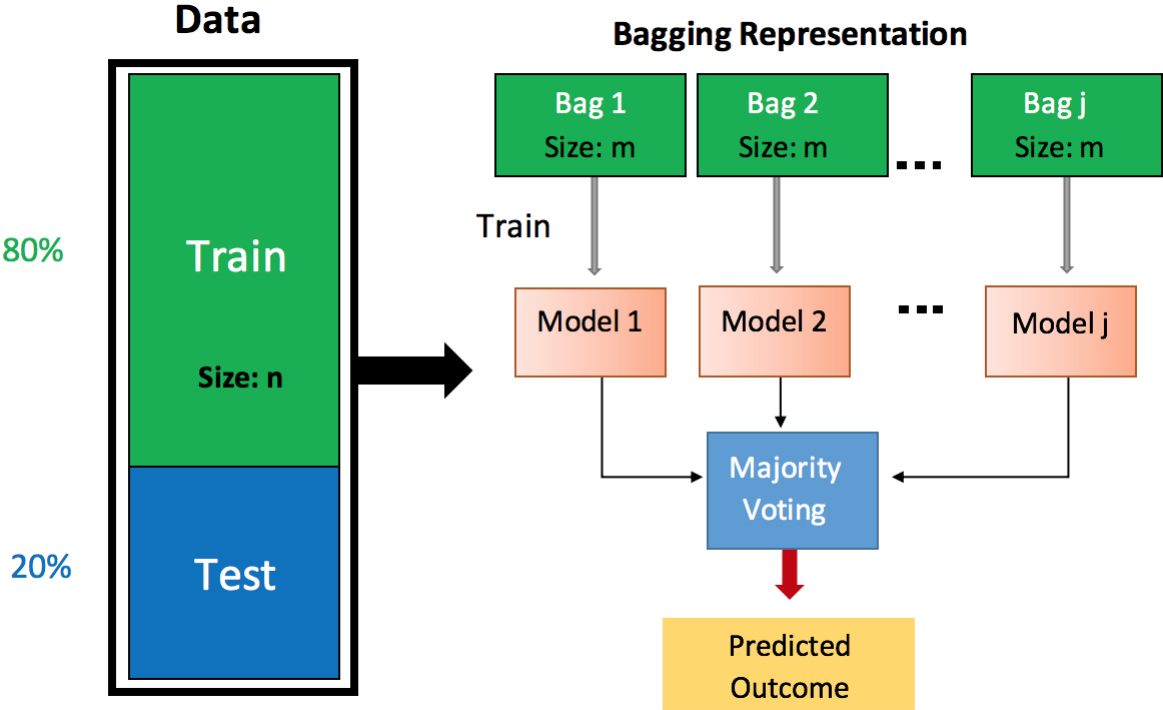 Data
80%
Train
Size: n
20%
Test
Bagging Representation
Bag 1
Size: m
Bag 2
Size: m
...
Bag j
Size: m
Train
Model 1
Model 2
...
Model j
Majority
Voting
Predicted
Outcome